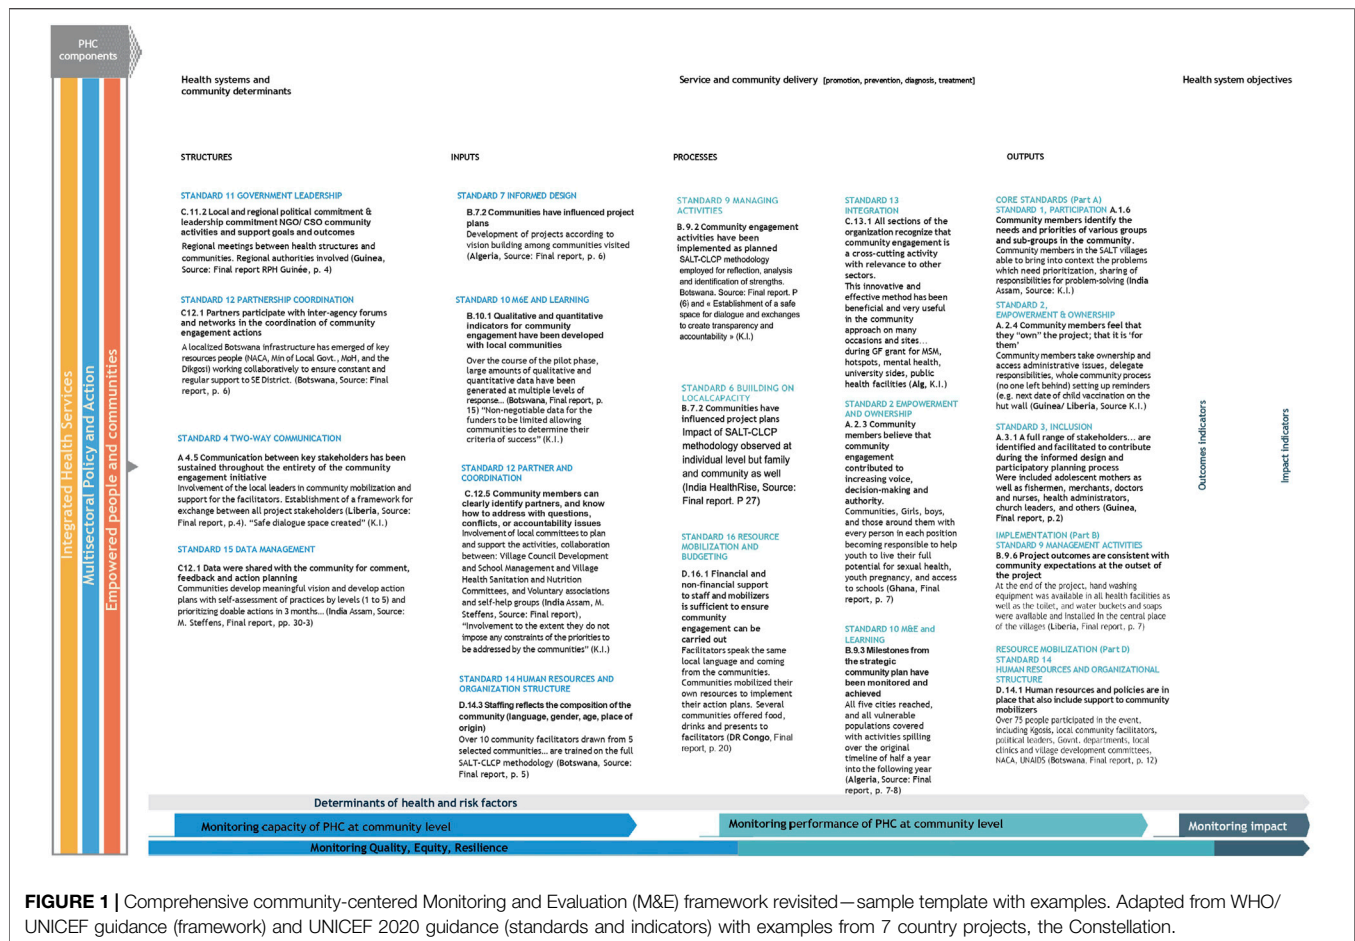 PHC
components
Integrated Health Services
Multisectoral Policy and Action
Empowered people and communities
Health systems and
community determinants
Service and community delivery [promotion, prevention, diagnosis, treatment]
Health system objectives
STRUCTURES
INPUTS
PROCESSES
OUTPUTS
STANDARD 11 GOVERNMENT LEADERSHIP
C.11.2 Local and regional political commitment &
leadership commitment NGO/ CSO community
activities and support goals and outcomes
Regional meetings between health structures and
communities. Regional authorities involved (Guinea,
Source: Final report RPH Guinée, p. 4)
STANDARD 12 PARTNERSHIP COORDINATION
C12.1 Partners participate with inter-agency forums
and networks in the coordination of community
engagement actions
A localized Botswana infrastructure has emerged of key
resources people (NACA, Min of Local Govt., MoH, and the
Dikgosi) working collaboratively to ensure constant and
regular support to SE District. (Botswana, Source: Final
report, p. 6)
STANDARD 4 TWO-WAY COMMUNICATION
A 4.5 Communication between key stakeholders has been
sustained throughout the entirety of the community
engagement initiative
Involvement of the local leaders in community mobilization and
support for the facilitators. Establishment of a framework for
exchange between all project stakeholders (Liberia, Source:
Final report, p.4). “Safe dialogue space created” (K.I.)
STANDARD 15 DATA MANAGEMENT
C12.1 Data were shared with the community for comment,
feedback and action planning
Communities develop meaningful vision and develop action
plans with self-assessment of practices by levels (1 to 5) and
prioritizing doable actions in 3 months... (India Assam, Source:
M. Steffens, Final report, pp. 30-3)
STANDARD 7 INFORMED DESIGN
B.7.2 Communities have influenced project
plans
Development of projects according to
vision building among communities visited
(Algeria, Source: Final report, p. 6)
STANDARD 10 M6E AND LEARNING
B.10.1 Qualitative and quantitative
indicators for community
engagement have been developed
with local communities
Over the course of the pilot phase,
large amounts of qualitative and
quantitative data have been
generated at multiple levels of
response... (Botswana, Final report, p.
15) “Non-negotiable data for the
funders to be limited allowing
communities to determine their
criteria of success” (K.I.)
STANDARD 12 PARTNER AND
COORDINATION
C.12.5 Community members can
clearly identify partners, and know
how to address with questions,
conflicts, or accountability issues
Involvement of local committees to plan
and support the activities, collaboration
between: Village Council Development
and School Management and Village
Health Sanitation and Nutrition
Committees, and Voluntary associations
and self-help groups (India Assam, M.
Steffens, Source: Final report),
“Involvement to the extent they do not
impose any constraints of the priorities to
be addressed by the communities” (K.I.)
STANDARD 14 HUMAN RESOURCES AND
ORGANIZATION STRUCTURE
D.14.3 Staffing reflects the composition of the
community (language, gender, age, place of
origin)
Over 10 community facilitators drawn from 5
selected communities... are trained on the full
SALT-CLCP methodology (Botswana, Source:
Final report, p. 5)
STANDARD 9 MANAGING
ACTIVITIES
B.9.2 Community engagement
activities have been
implemented as planned
SALT-CLCP methodology
employed for reflection, analysis
and identification of strengths.
Botswana. Source: Final report. P
(6) and « Establishment of a safe
space for dialogue and exchanges
to create transparency and
accountability » (K.I.)
STANDARD 6 BUIILDING ON
LOCALCAPACITY
B.7.2 Communities have
influenced project plans
Impact of SALT-CLCP
methodology observed at
individual level but family
and community as well
(India HealthRise, Source:
Final report. P 27)
STANDARD 16 RESOURCE
MOBILIZATION AND
BUDGETING
D.16.1 Financial and
non-financial support
to staff and mobilizers
is sufficient to ensure
community
engagement can be
carried out
Facilitators speak the same
local language and coming
from the communities.
Communities mobilized their
own resources to implement
their action plans. Several
communities offered food,
drinks and presents to
facilitators (DR Congo, Final
report, p. 20)
STANDARD 13
INTEGRATION
C.13.1 All sections of the
organization recognize that
community engagement is
a cross-cutting activity
with relevance to other
sectors.
This innovative and
effective method has been
beneficial and very useful
in the community
approach on many
occasions and sites...
during GF grant for MSM,
hotspots, mental health,
university sides, public
health facilities (Alg, K.I.)
STANDARD 2 EMPOWERMENT
AND OWNERSHIP
A.2.3 Community
members believe that
community
engagement
contributed to
increasing voice,
decision-making and
authority.
Communities, Girls, boys,
and those around them with
every person in each position
becoming responsible to help
youth to live their full
potential for sexual health,
youth pregnancy, and access
to schools (Ghana, Final
report, p. 7)
STANDARD 10 M&E and
LEARNING
B.9.3 Milestones from
the strategic
community plan have
been monitored and
achieved
All five cities reached,
and all vulnerable
populations covered
with activities spilling
over the original
timeline of half a year
into the following year
(Algeria, Source: Final
report, p. 7-8)
CORE STANDARDS (Part A)
STANDARD 1, PARTICIPATION A.1.6
Community members identify the
needs and priorities of various groups
and sub-groups in the community.
Community members in the SALT villages
able to bring into context the problems
which need prioritization, sharing of
responsibilities for problem-solving (India
Assam, Source: K.I.)
STANDARD 2,
EMPOWERMENT & OWNERSHIP
A.2.4 Community members feel that
they “own” the project; that it is ‘for
them’
Community members take ownership and
access administrative issues, delegate
responsibilities, whole community process
(no one left behind) setting up reminders
(e.g. next date of child vaccination on the
hut wall (Guinea/ Liberia, Source K.I.)
STANDARD 3, INCLUSION
A.3.1 A full range of stakeholders... are
identified and facilitated to contribute
during the informed design and
participatory planning process
Were included adolescent mothers as
well as fishermen, merchants, doctors
and nurses, health administrators,
church leaders, and others (Guinea,
Final report, p.2)
IMPLEMENTATION (Part B)
STANDARD 9 MANAGEMENT ACTIVITIES
B.9.6 Project outcomes are consistent with
community expectations at the outset of
the project
At the end of the project, hand washing
equipment was available in all health facilities as
well as the toilet, and water buckets and soaps
were available and installed in the central place
of the villages (Liberia, Final report, p. 7)
RESOURCE MOBILIZATION (Part D)
STANDARD 14
HUMAN RESOURCES AND ORGANIZATIONAL
STRUCTURE
D.14.1 Human resources and policies are in
place that also include support to community
mobilizers
Over 75 people participated in the event,
including Kgosis, local community facilitators,
political leaders, Govnt. departments, local
clinics and village development committees,
NACA, UNAIDS (Botswana, Final report, p. 12)
Outcomes indicators
Impact indicators
Determinants of health and risk factors
Monitoring capacity of PHC at community level
Monitoring performance of PHC at community level
Monitoring impact
Monitoring Quality, Equity, Resilience
FIGURE 1 | Comprehensive community-centered Monitoring and Evaluation (M&E) framework revisited—sample template with examples. Adapted from WHO/
UNICEF guidance (framework) and UNICEF 2020 guidance (standards and indicators) with examples from 7 country projects, the Constellation.